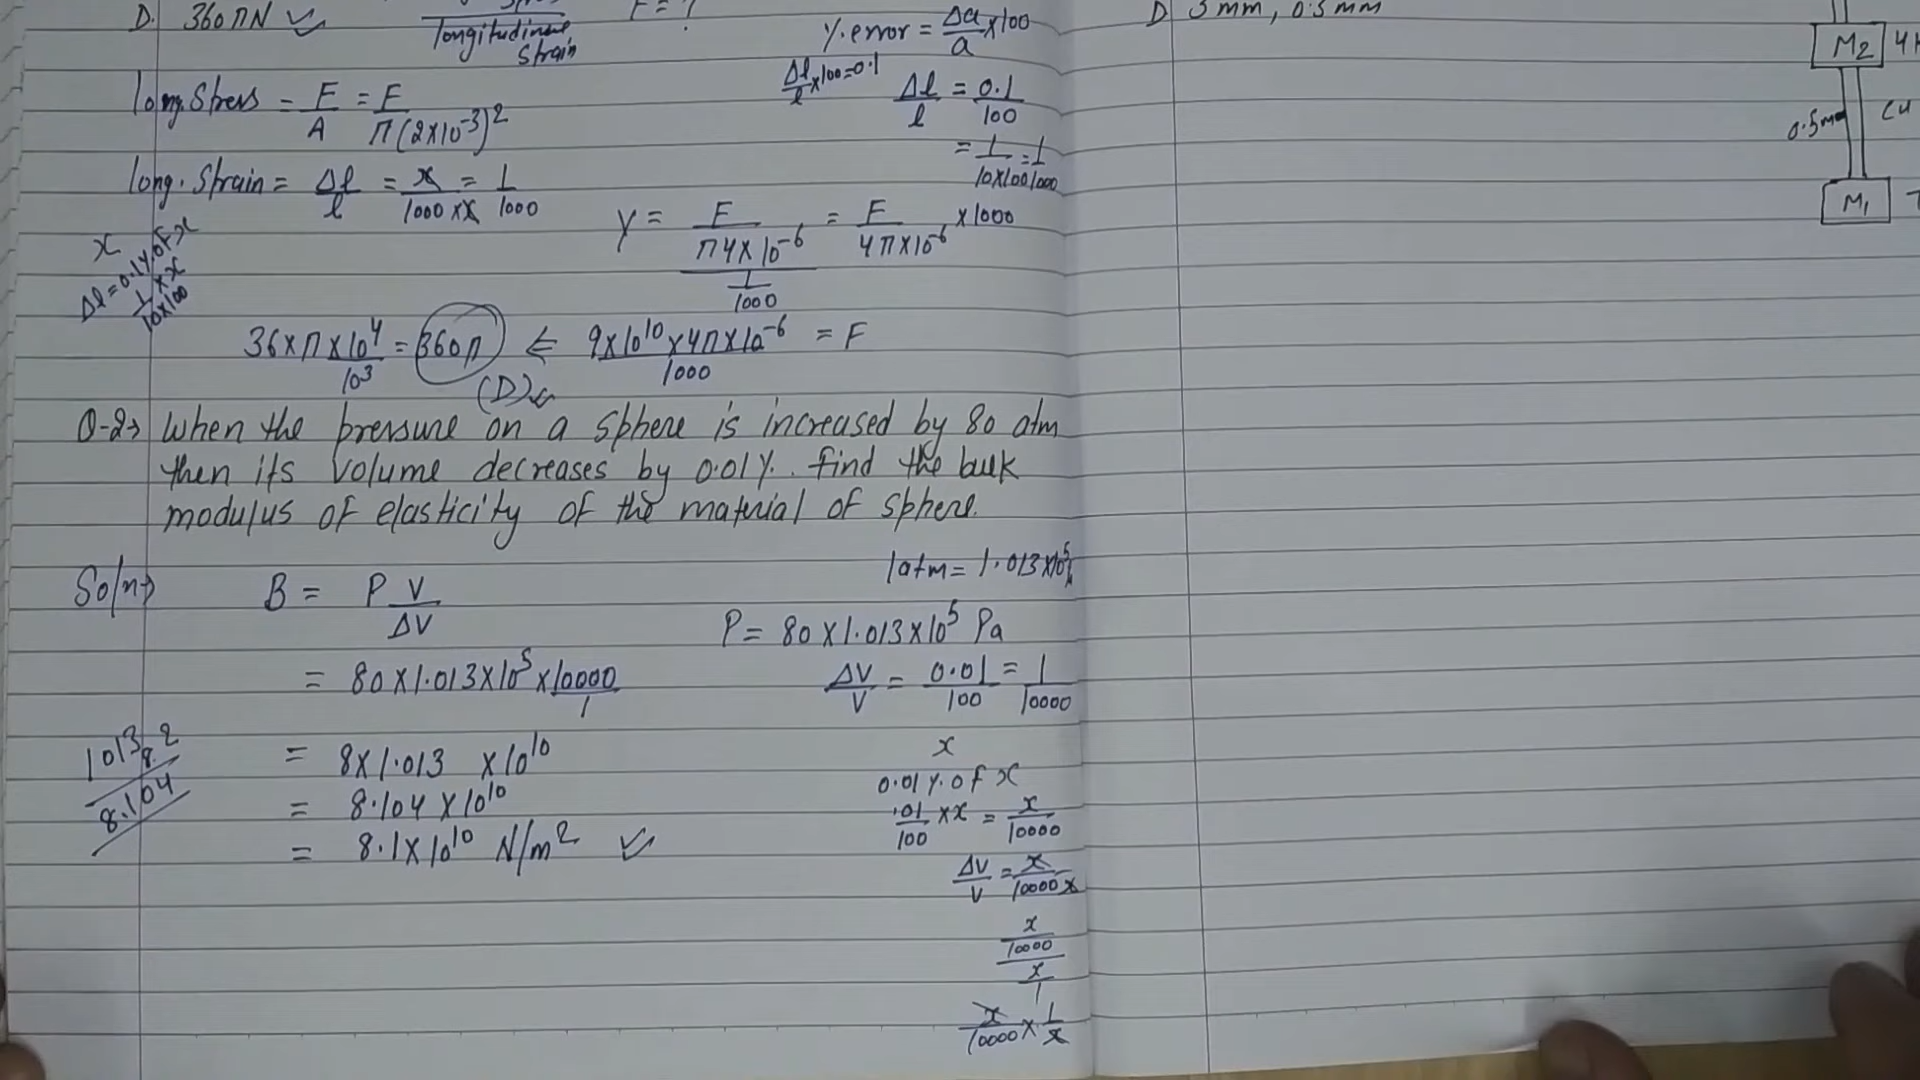 D. 360πN ✓
longitudinal
strain
F = ?
% error = Δa/a × 100
Δl/l × 100 = 0.1
Δl/l = 0.1/100
= 1/10×100 = 1/1000
long. Stress = F/A = F/π(2×10⁻³)²
long. Strain = Δl/l = x/1000×x = 1/1000
x
Δl = 0.1% of x
1/10×100 × x
Y = F/π4×10⁻⁶ / 1/1000 = F/4π×10⁻⁶ × 1000
36×π×10⁴/10³ = 360π ⇐ 9×10¹⁰×4π×10⁻⁶/1000 = F
(D)
Q-2→ When the pressure on a sphere is increased by 80 atm
then its volume decreases by 0.01%. find the bulk
modulus of elasticity of the material of sphere.
Soln→ B = P V/ΔV
1 atm = 1.013×10⁵
P = 80×1.013×10⁵ Pa
= 80×1.013×10⁵×10000/1
ΔV/V = 0.01/100 = 1/10000
1013
8
2
8.104
= 8×1.013 ×10¹⁰
= 8.104×10¹⁰
= 8.1×10¹⁰ N/m² ✓
x
0.01% of x
.01/100 ×x = x/10000
ΔV/V = x/10000x
x/10000 / x/1
x/10000 × 1/x
D 5mm, 0.5mm
M₂
0.5m
Cu
M₁